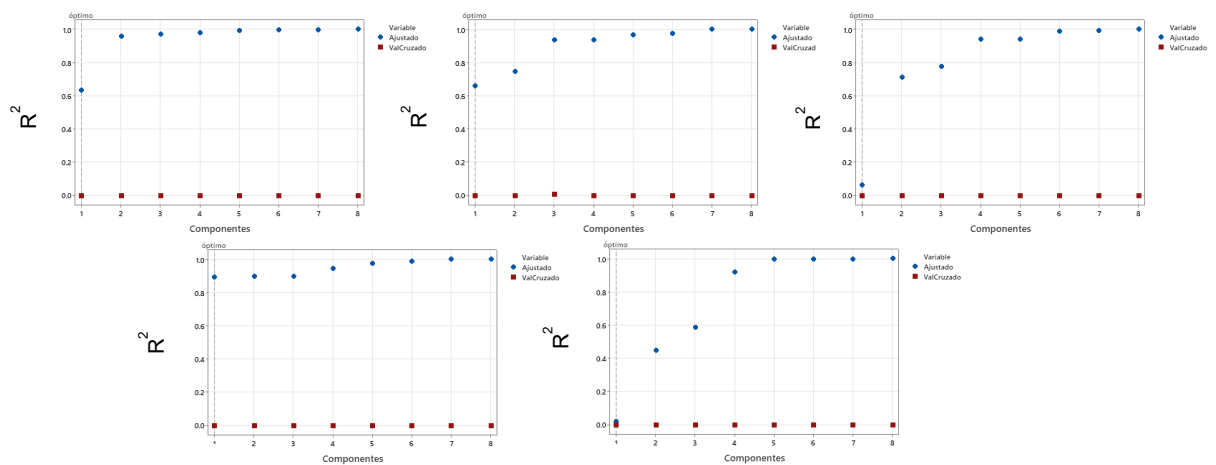 óptimo
Variable
Ajustado
ValCruzado
R2
1.0
0.8
0.6
0.4
0.2
0.0
1 2 3 4 5 6 7 8
Componentes
óptimo
Variable
Ajustado
ValCruzad
R2
1.0
0.8
0.6
0.4
0.2
0.0
1 2 3 4 5 6 7 8
Componentes
óptimo
Variable
Ajustado
ValCruzado
R2
1.0
0.8
0.6
0.4
0.2
0.0
1 2 3 4 5 6 7 8
Componentes
óptimo
Variable
Ajustado
ValCruzado
R2
1.0
0.8
0.6
0.4
0.2
0.0
2 3 4 5 6 7 8
Componentes
óptimo
Variable
Ajustado
ValCruzado
R2
1.0
0.8
0.6
0.4
0.2
0.0
1 2 3 4 5 6 7 8
Componentes